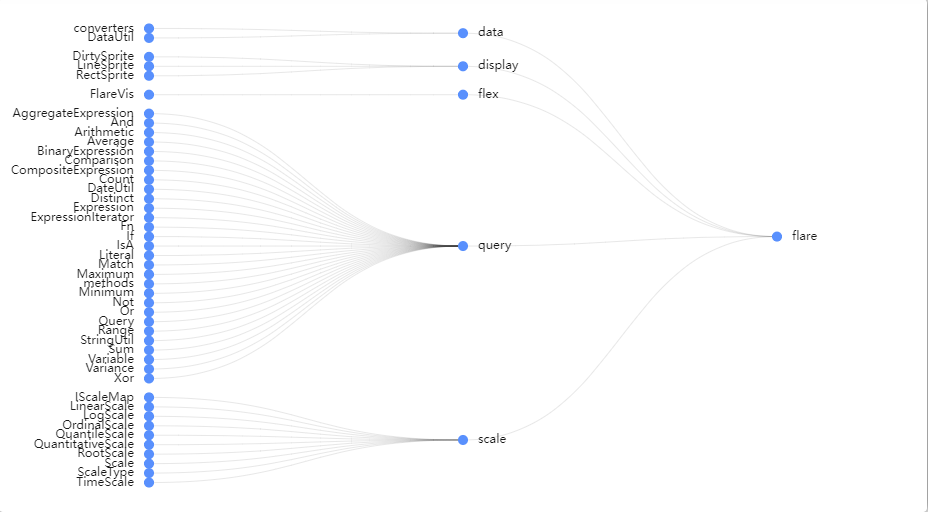 converters
DataUtil
DirtySprite
LineSprite
RectSprite
FlareVis
AggregateExpression
And
Arithmetic
Average
BinaryExpression
Comparison
CompositeExpression
Count
DateUtil
Distinct
Expression
ExpressionIterator
Fn
If
IsA
Literal
Match
Maximum
methods
Minimum
Not
Or
Query
Range
StringUtil
Sum
Variable
Variance
Xor
IScaleMap
LinearScale
LogScale
OrdinalScale
QuantileScale
QuantitativeScale
RootScale
Scale
ScaleType
TimeScale
data
display
flex
query
scale
flare